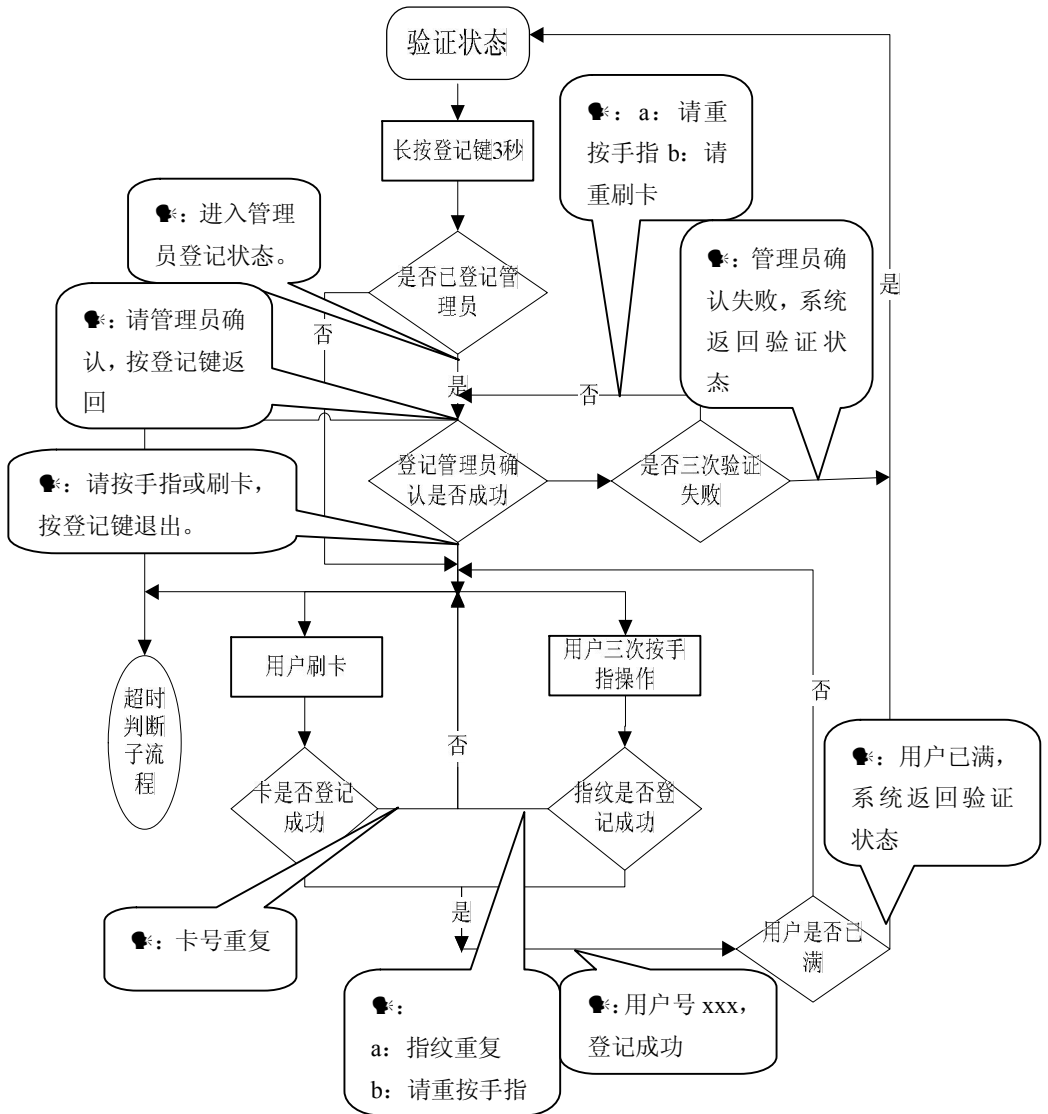 验证状态
🗣: a: 请重
按手指 b: 请
重刷卡
长按登记键3秒
🗣: 进入管理
员登记状态。
🗣: 管理员确
认失败,系统
返回验证状
态
是
是否已登记管
理员
🗣: 请管理员确
认,按登记键返
回
否
是
否
登记管理员确
认是否成功
是否三次验证
失败
🗣: 请按手指或刷卡,
按登记键退出。
用户刷卡
用户三次按手
指操作
超时
判断
子流
程
否
否
卡是否登记
成功
指纹是否登
记成功
🗣: 用户已满,
系统返回验证
状态
是
🗣: 卡号重复
用户是否已
满
🗣:
a: 指纹重复
b: 请重按手指
🗣: 用户号 xxx,
登记成功